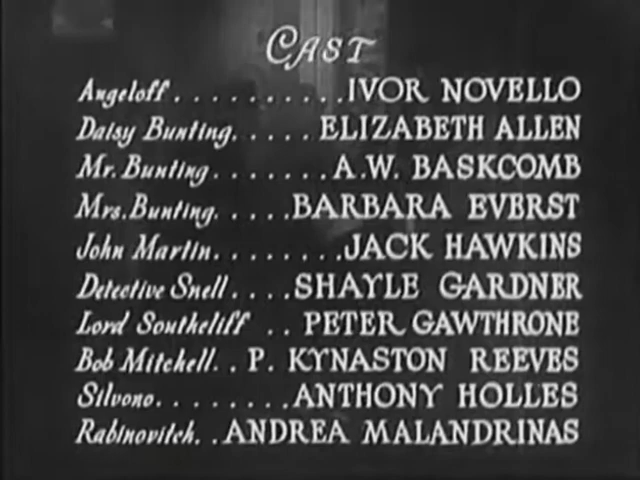 CAST
Angeloff..........IVOR NOVELLO
Daisy Bunting.....ELIZABETH ALLEN
Mr. Bunting.......A.W. BASKCOMB
Mrs. Bunting.....BARBARA EVERST
John Martin........JACK HAWKINS
Detective Snell....SHAYLE GARDNER
Lord Southcliff ..PETER GAWTHRONE
Bob Mitchell..P. KYNASTON REEVES
Silvono........ANTHONY HOLLES
Rabinovitch..ANDREA MALANDRINAS